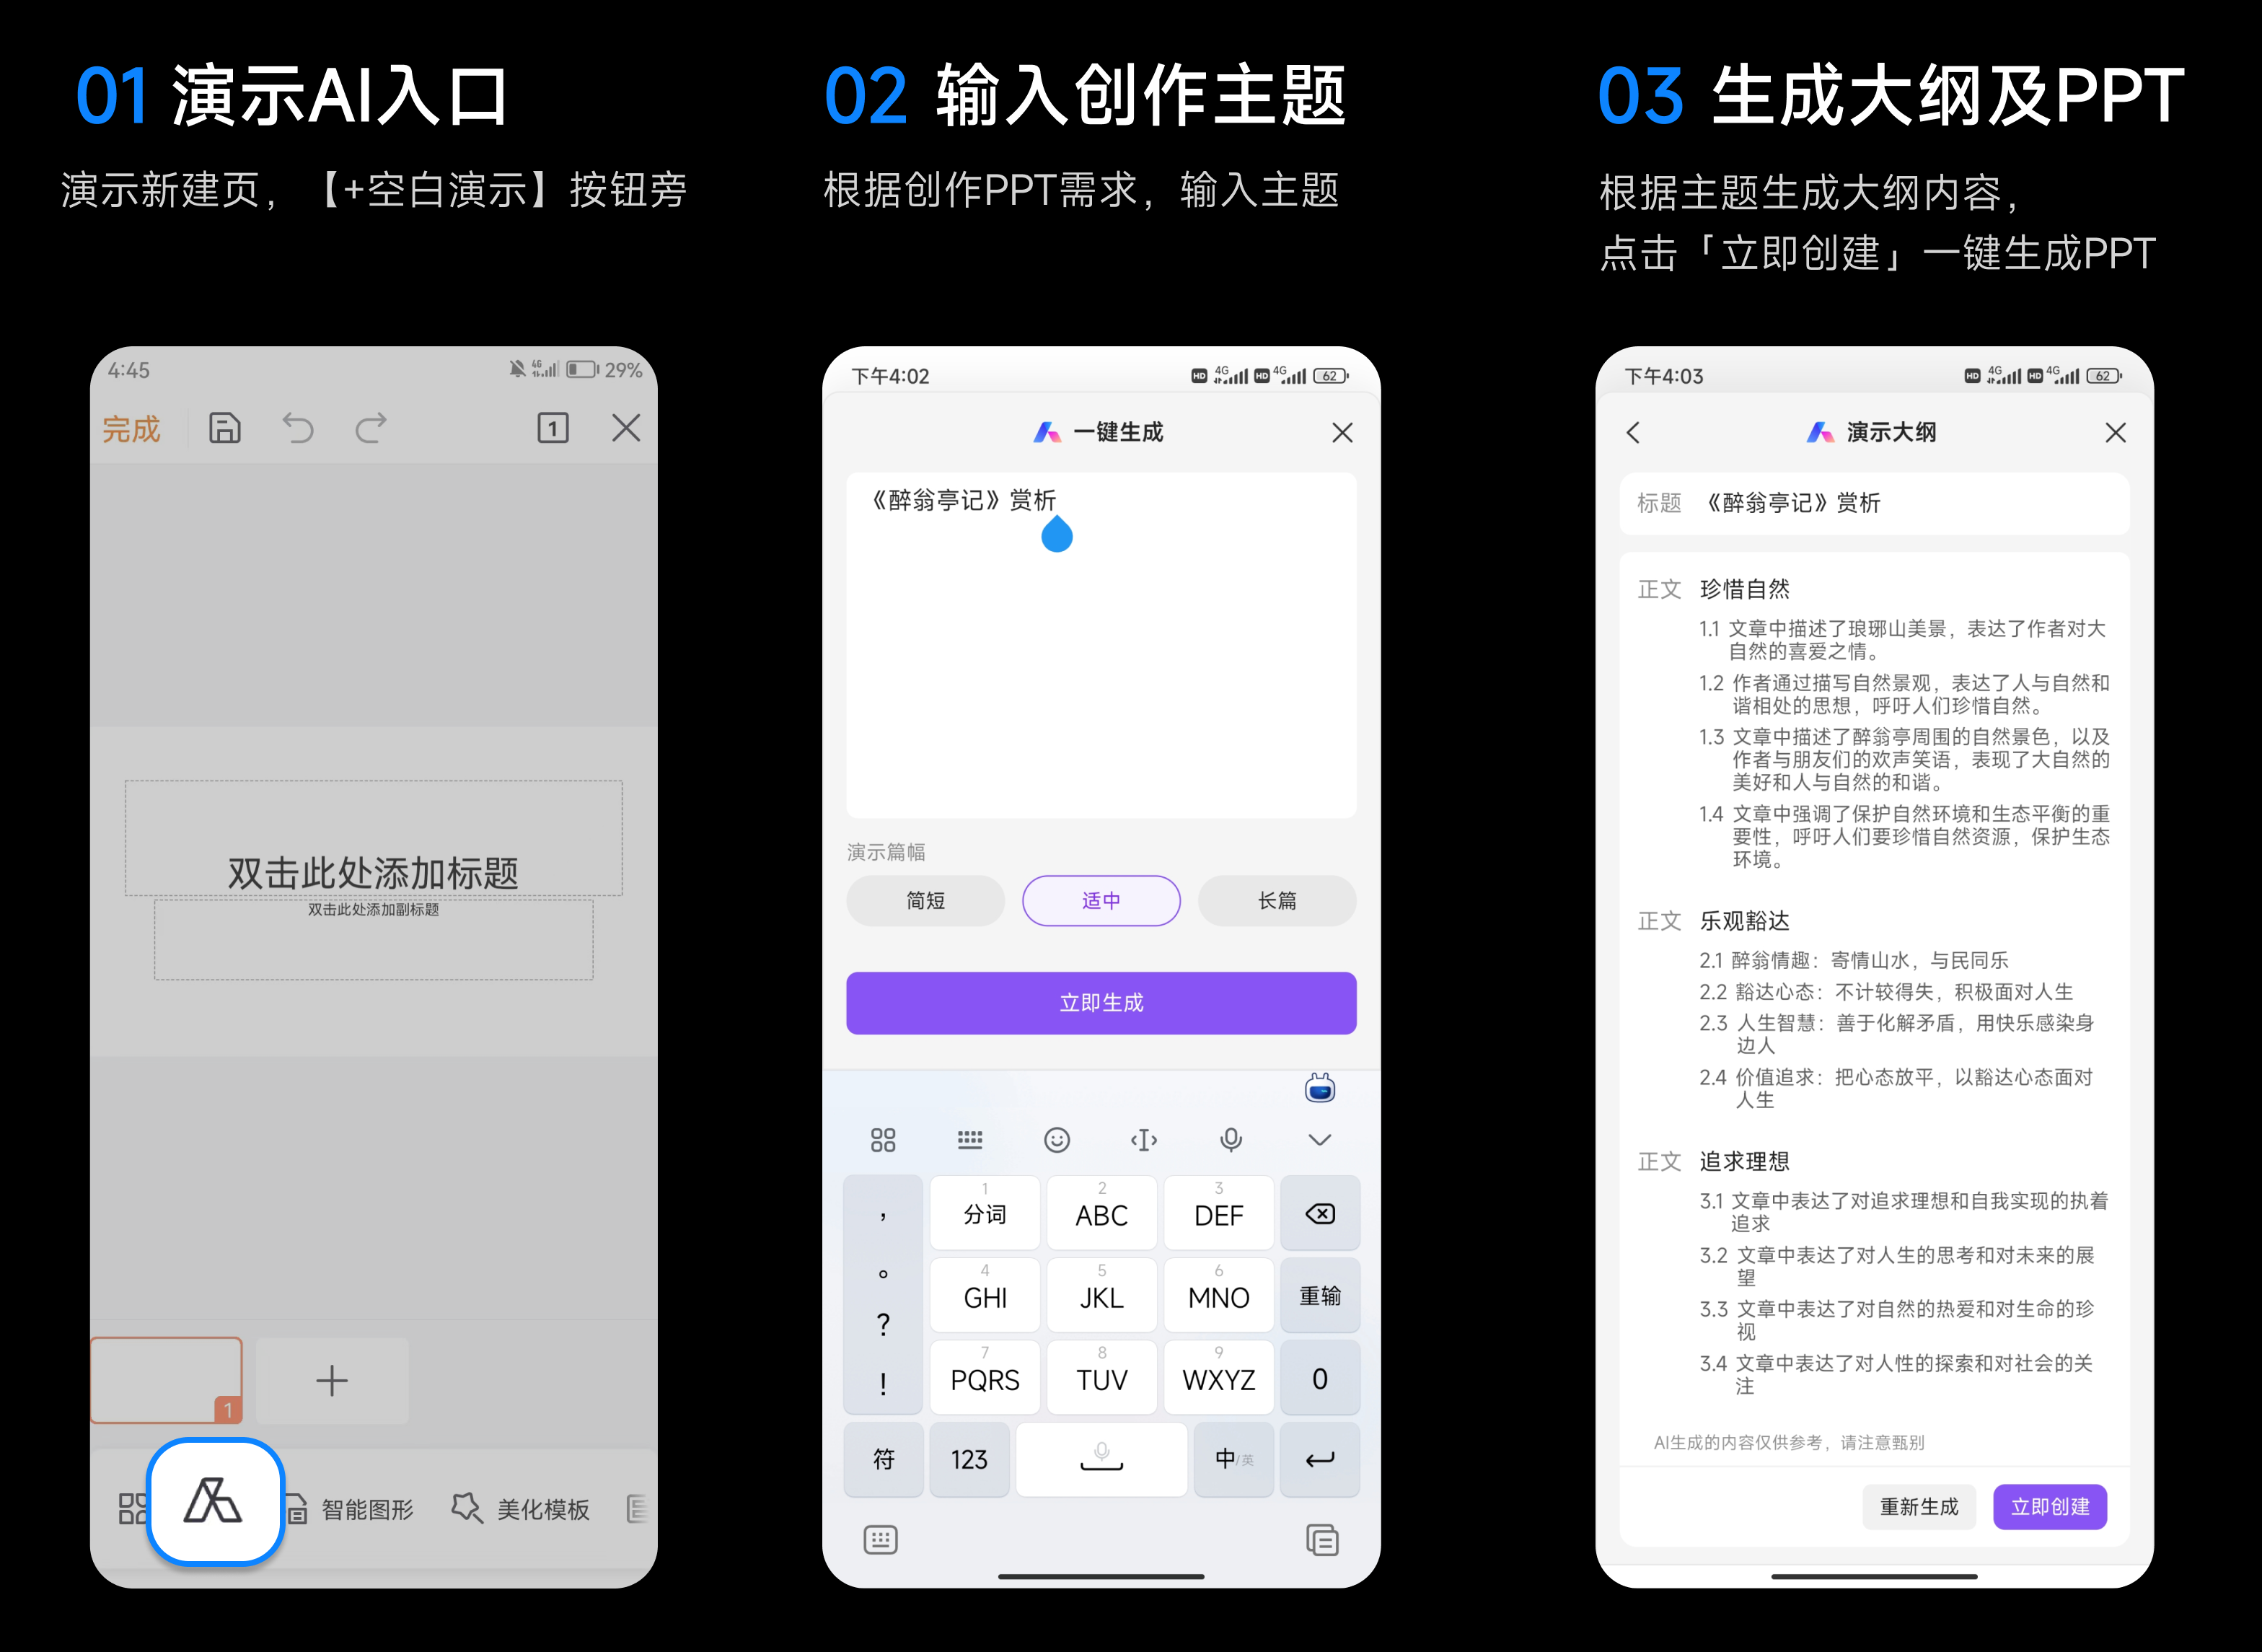 01 演示AI入口
演示新建页，【+空白演示】按钮旁
4:45
4G
29%
完成
1
双击此处添加标题
双击此处添加副标题
1
智能图形
美化模板
02 输入创作主题
根据创作PPT需求，输入主题
下午4:02
HD 4G HD 4G 62
一键生成
《醉翁亭记》赏析
演示篇幅
简短
适中
长篇
立即生成
，
1
分词
2
ABC
3
DEF
。
4
GHI
5
JKL
6
MNO
重输
？
7
PQRS
8
TUV
9
WXYZ
0
！
符
123
中/英
03 生成大纲及PPT
根据主题生成大纲内容，
点击「立即创建」一键生成PPT
下午4:03
HD 4G HD 4G 62
演示大纲
标题 《醉翁亭记》赏析
正文 珍惜自然
1.1 文章中描述了琅琊山美景，表达了作者对大
自然的喜爱之情。
1.2 作者通过描写自然景观，表达了人与自然和
谐相处的思想，呼吁人们珍惜自然。
1.3 文章中描述了醉翁亭周围的自然景色，以及
作者与朋友们的欢声笑语，表现了大自然的
美好和人与自然的和谐。
1.4 文章中强调了保护自然环境和生态平衡的重
要性，呼吁人们要珍惜自然资源，保护生态
环境。
正文 乐观豁达
2.1 醉翁情趣：寄情山水，与民同乐
2.2 豁达心态：不计较得失，积极面对人生
2.3 人生智慧：善于化解矛盾，用快乐感染身
边人
2.4 价值追求：把心态放平，以豁达心态面对
人生
正文 追求理想
3.1 文章中表达了对追求理想和自我实现的执着
追求
3.2 文章中表达了对人生的思考和对未来的展
望
3.3 文章中表达了对自然的热爱和对生命的珍
视
3.4 文章中表达了对人性的探索和对社会的关
注
AI生成的内容仅供参考，请注意甄别
重新生成
立即创建